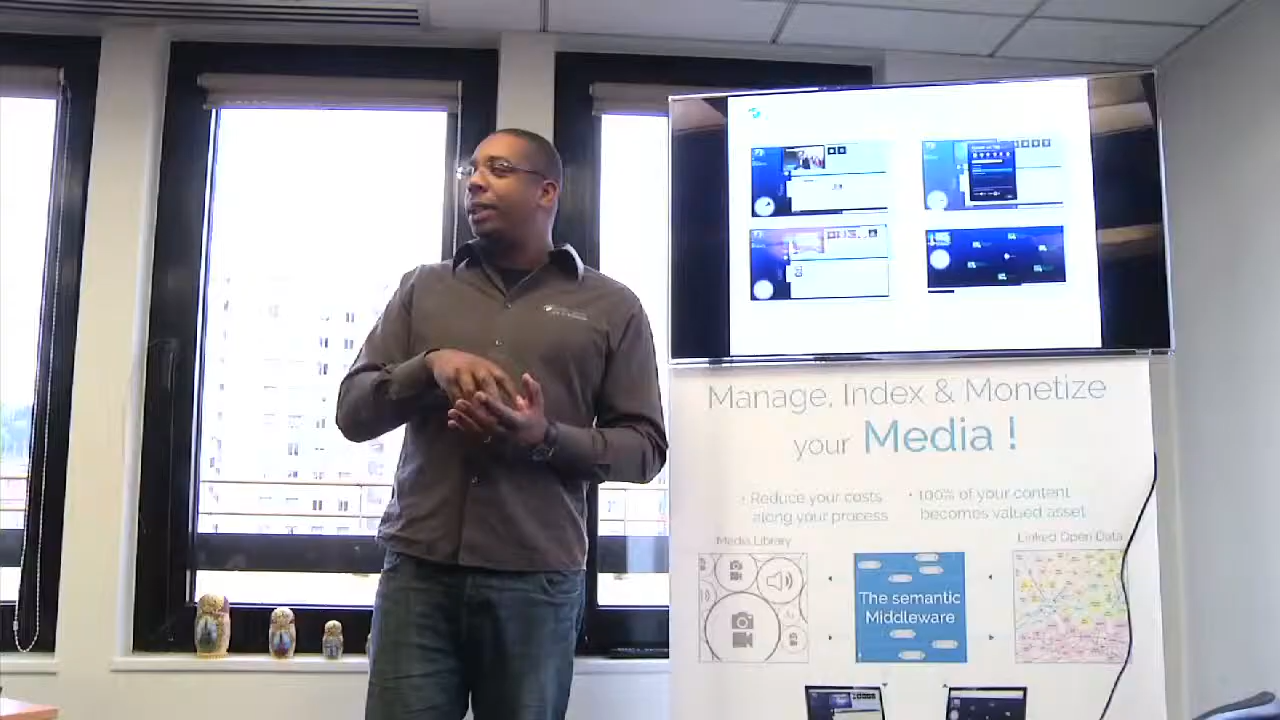 Manage, Index & Monetize
your Media !
• Reduce your costs
along your process
• 100% of your content
becomes valued asset
Media Library
Linked Open Data
The semantic
Middleware